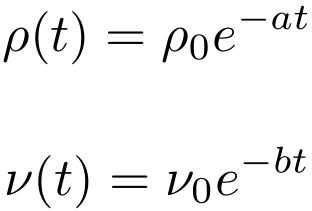 ρ(t) = ρ₀e^{-at}
ν(t) = ν₀e^{-bt}